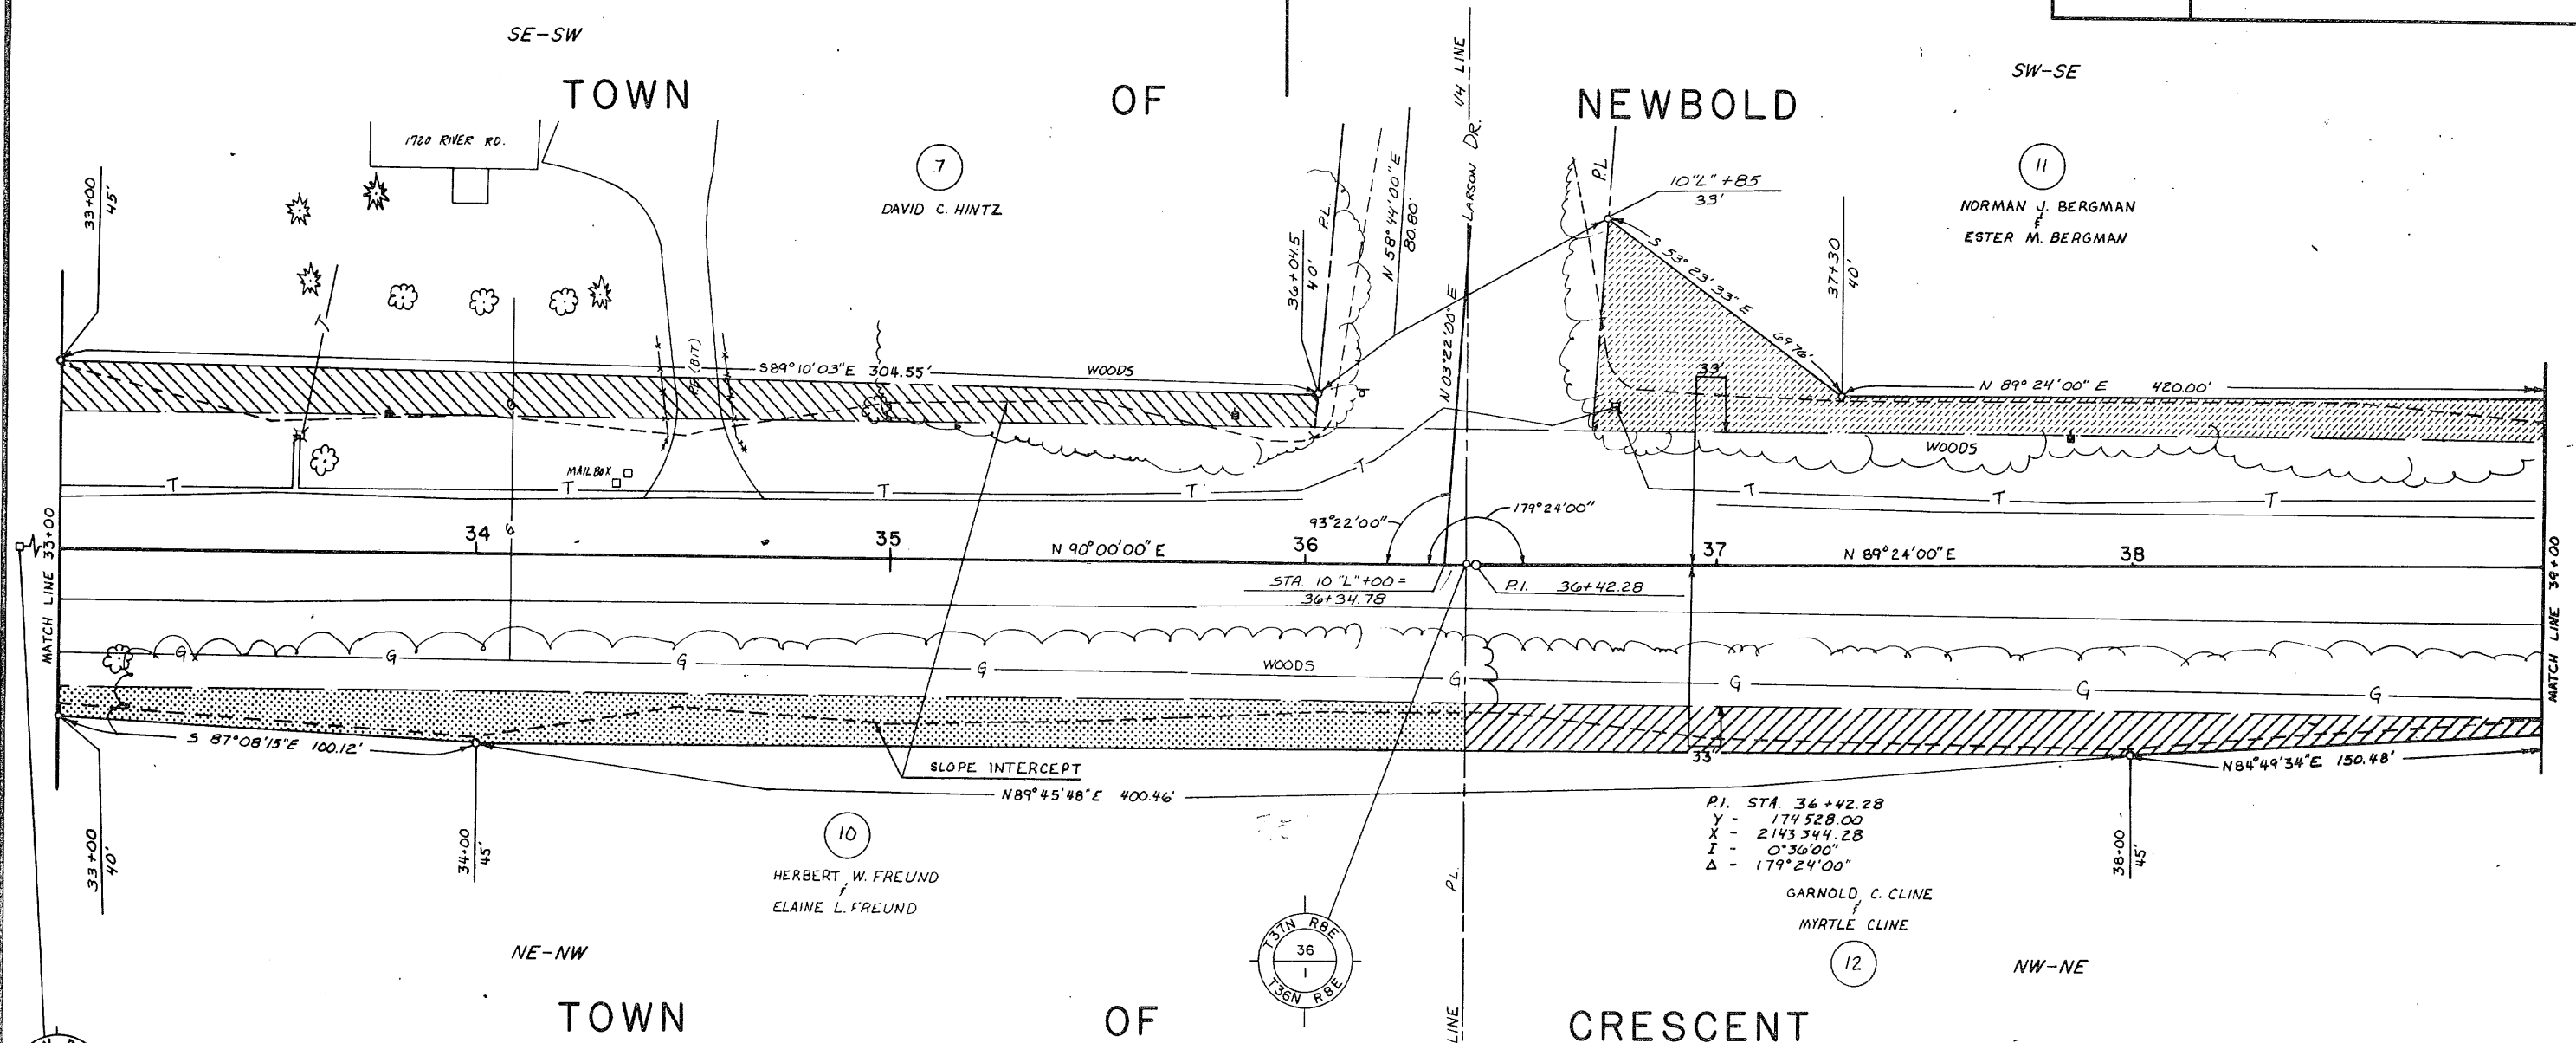 SE-SW
SW-SE
TOWN OF NEWBOLD
1/4 LINE
LARSON DR.
1720 RIVER RD.
7
DAVID C. HINTZ
11
NORMAN J. BERGMAN
&
ESTER M. BERGMAN
33+00
45'
36+04.5
40'
P.L.
N 58°44'00"E
80.80'
P.L.
10"L"+85
33'
S 53°23'33" E 69.76'
37+30
40'
N 03°22'00" E
T
P.E. (BIT)
S89°10'03"E 304.55'
WOODS
33'
N 89°24'00" E 420.00'
WOODS
MAILBOX
T
T
T
T
T
T
T
T
93°22'00"
179°24'00"
MATCH LINE 33+00
34
G
35
N 90°00'00"E
36
37
N 89°24'00"E
38
MATCH LINE 39+00
STA. 10"L"+00=
36+34.78
P.I. 36+42.28
G
G
G
G
WOODS
G
G
G
G
S 87°08'15"E 100.12'
SLOPE INTERCEPT
33'
N84°49'34"E 150.48'
N89°45'48"E 400.46'
33+00
40'
34+00
45'
10
HERBERT W. FREUND
&
ELAINE L. FREUND
P.I. STA. 36+42.28
Y - 174528.00
X - 2143344.28
I - 0°36'00"
Δ - 179°24'00"
38+00
45'
P.L.
GARNOLD C. CLINE
&
MYRTLE CLINE
12
T37N R8E
36
1
T36N R8E
NE-NW
NW-NE
LINE
TOWN OF CRESCENT